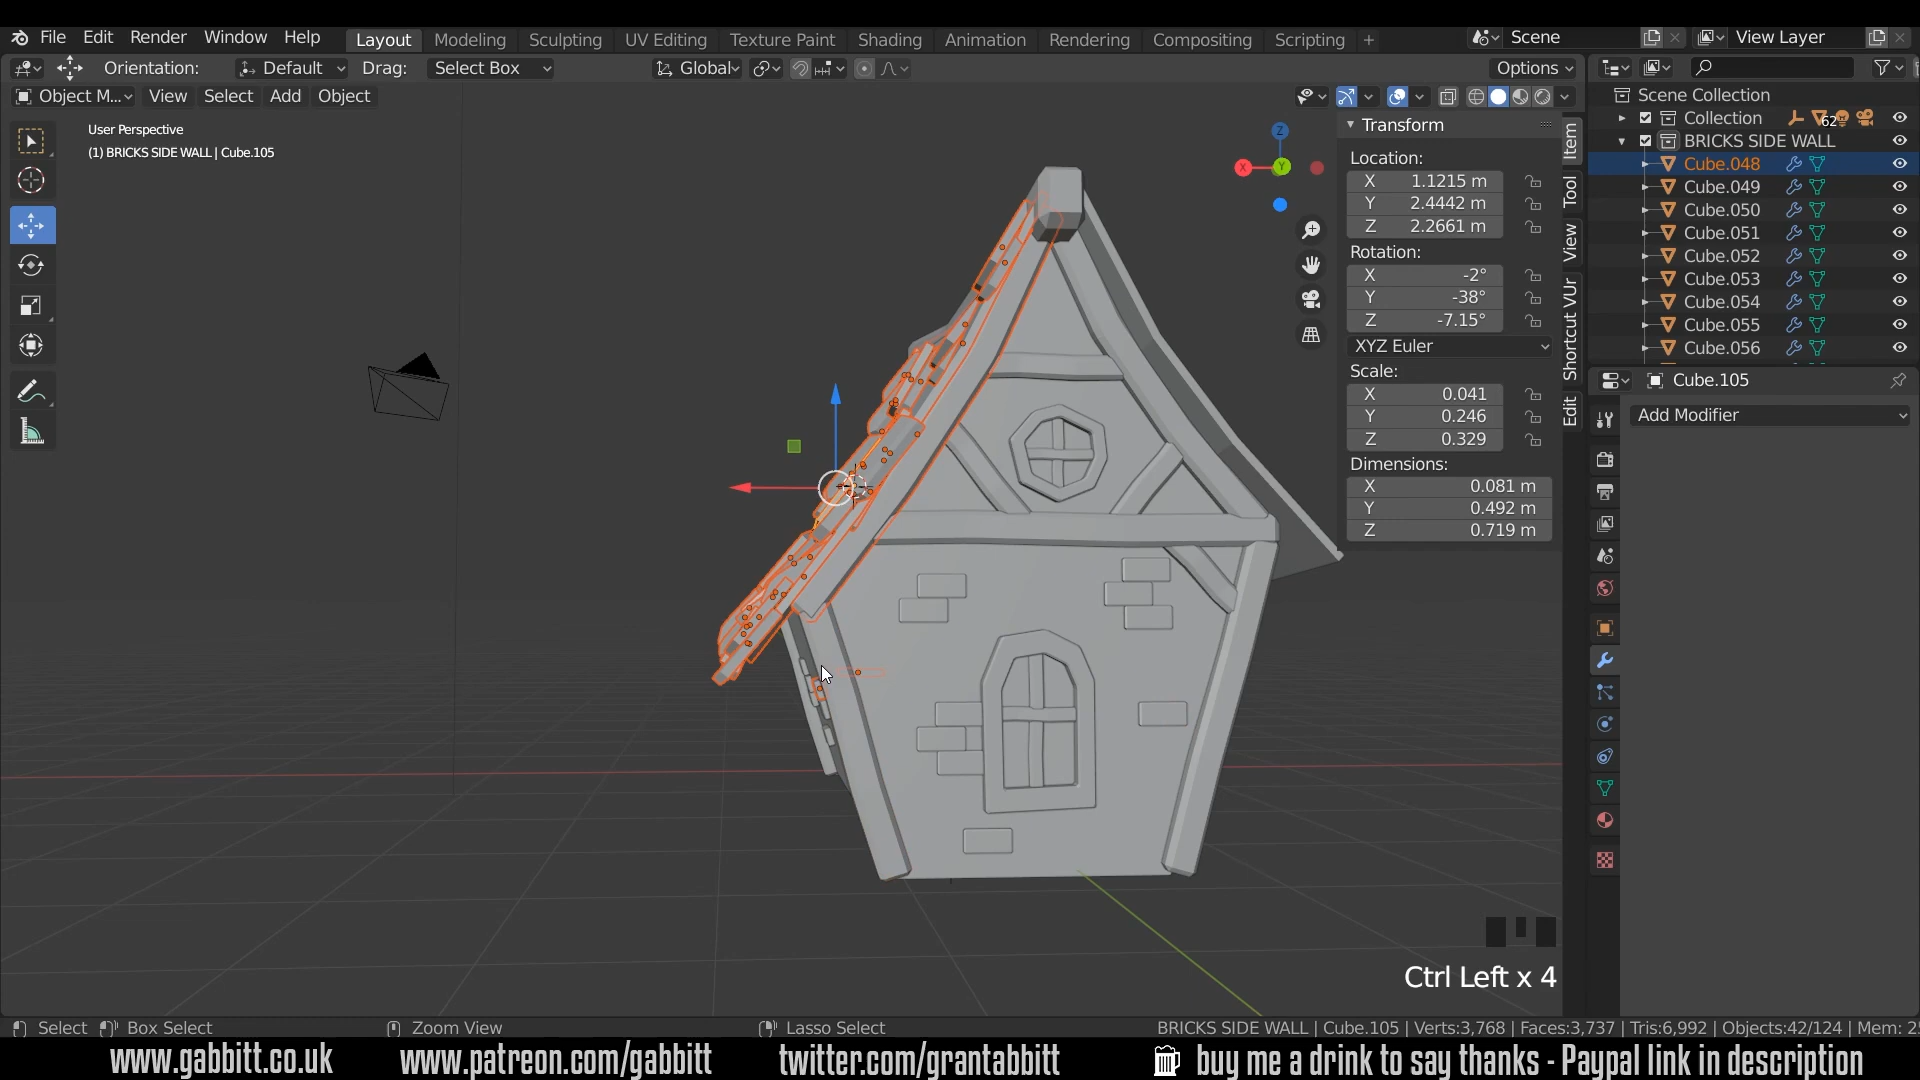 File Edit Render Window Help Layout Modeling Sculpting UV Editing Texture Paint Shading Animation Rendering Compositing Scripting + Scene View Layer
Orientation: Default Drag: Select Box Global Options
Object M... View Select Add Object
User Perspective
(1) BRICKS SIDE WALL | Cube.105
Z
X
Y
Transform
Location:
X 1.1215 m
Y 2.4442 m
Z 2.2661 m
Rotation:
X -2°
Y -38°
Z -7.15°
XYZ Euler
Scale:
X 0.041
Y 0.246
Z 0.329
Dimensions:
X 0.081 m
Y 0.492 m
Z 0.719 m
Item
Tool
View
Shortcut VUr
Edit
Scene Collection
Collection 62
BRICKS SIDE WALL
Cube.048
Cube.049
Cube.050
Cube.051
Cube.052
Cube.053
Cube.054
Cube.055
Cube.056
Cube.105
Add Modifier
Ctrl Left x 4
Select Box Select Zoom View Lasso Select BRICKS SIDE WALL | Cube.105 | Verts:3,768 | Faces:3,737 | Tris:6,992 | Objects:42/124 | Mem: 2
www.gabbitt.co.uk www.patreon.com/gabbitt twitter.com/grantabbitt buy me a drink to say thanks - Paypal link in description